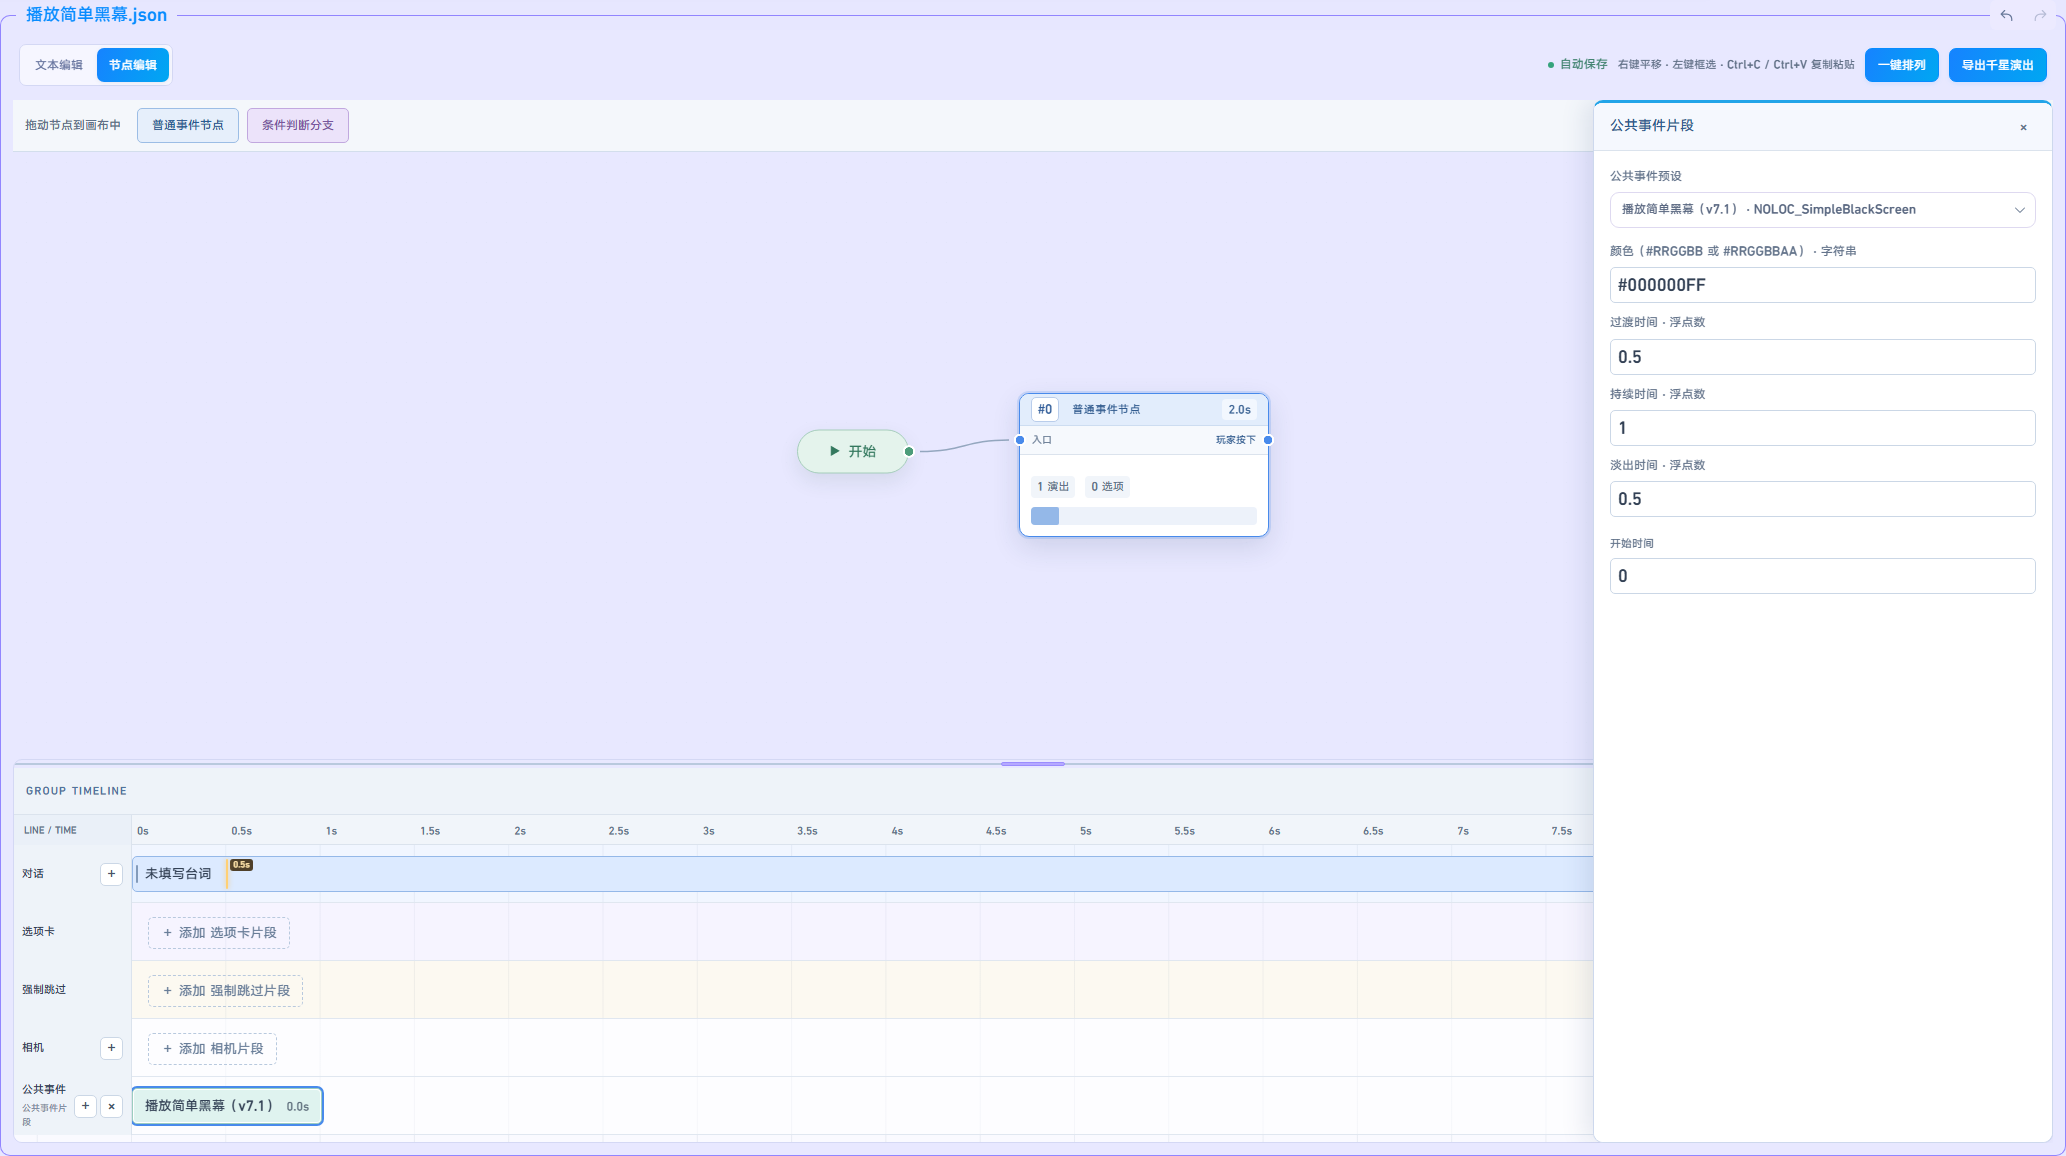 播放简单黑幕.json
文本编辑 节点编辑
自动保存 右键平移 · 左键框选 · Ctrl+C / Ctrl+V 复制粘贴 一键排列 导出千星演出
拖动节点到画布中 普通事件节点 条件判断分支
公共事件片段 ×
公共事件预设
播放简单黑幕（v7.1） · NOLOC_SimpleBlackScreen
颜色（#RRGGBB 或 #RRGGBBAA） · 字符串
#000000FF
过渡时间 · 浮点数
0.5
持续时间 · 浮点数
1
淡出时间 · 浮点数
0.5
开始时间
0
▶ 开始
#0 普通事件节点 2.0s
入口 玩家按下
1 演出 0 选项
GROUP TIMELINE
LINE / TIME 0s 0.5s 1s 1.5s 2s 2.5s 3s 3.5s 4s 4.5s 5s 5.5s 6s 6.5s 7s 7.5s
对话 + 未填写台词 0.5s
选项卡 + 添加 选项卡片段
强制跳过 + 添加 强制跳过片段
相机 + + 添加 相机片段
公共事件
公共事件片
段
+ × 播放简单黑幕（v7.1） 0.0s